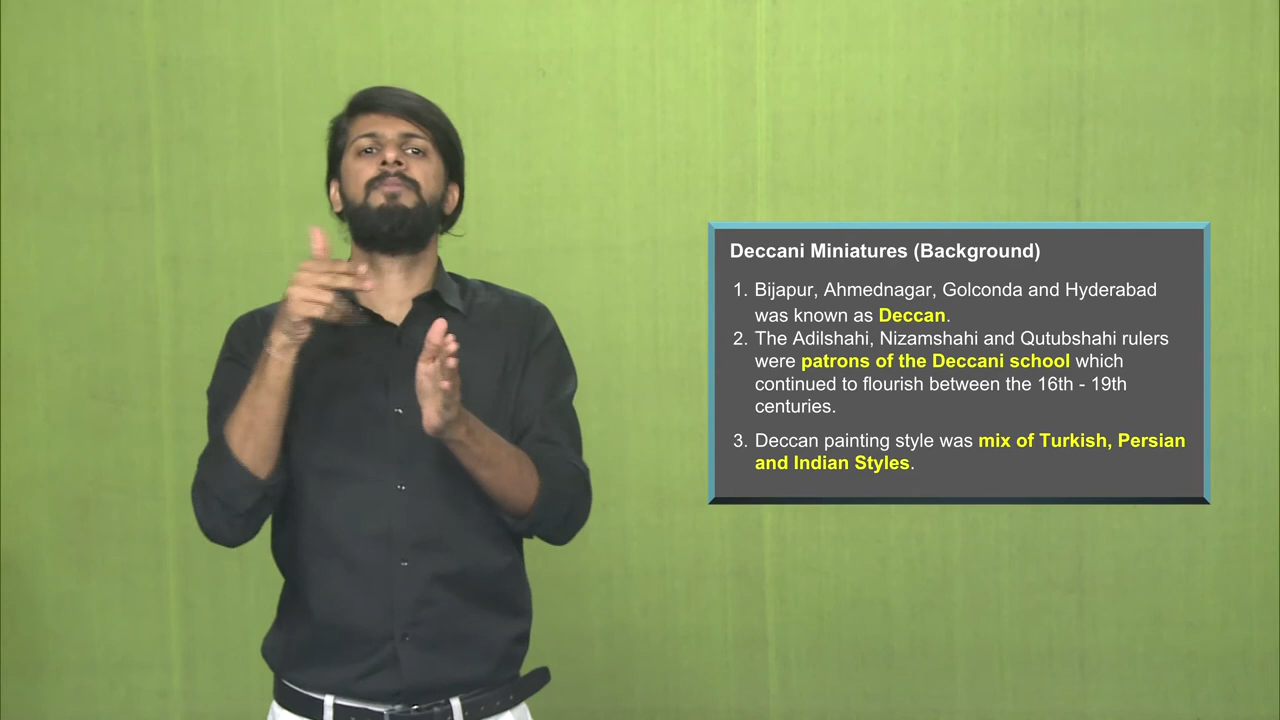 Deccani Miniatures (Background)
1. Bijapur, Ahmednagar, Golconda and Hyderabad
was known as Deccan.
2. The Adilshahi, Nizamshahi and Qutubshahi rulers
were patrons of the Deccani school which
continued to flourish between the 16th - 19th
centuries.
3. Deccan painting style was mix of Turkish, Persian
and Indian Styles.